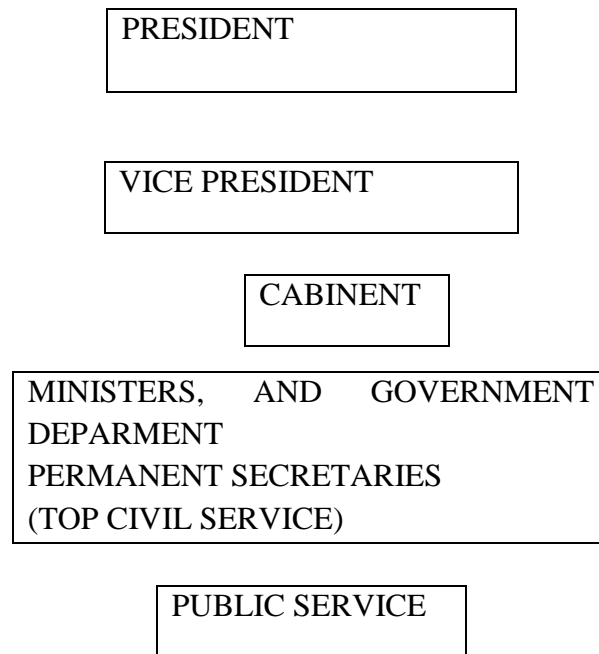 PRESIDENT
VICE PRESIDENT
CABINENT
MINISTERS, AND GOVERNMENT
DEPARMENT
PERMANENT SECRETARIES
(TOP CIVIL SERVICE)
PUBLIC SERVICE